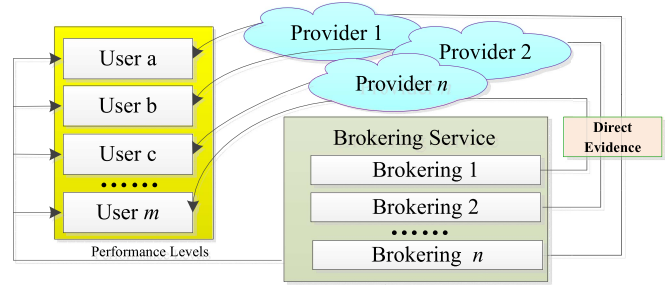 Provider 1
Provider 2
Provider n
User a
User b
User c
......
User m
Performance Levels
Brokering Service
Brokering 1
Brokering 2
......
Brokering n
Direct
Evidence